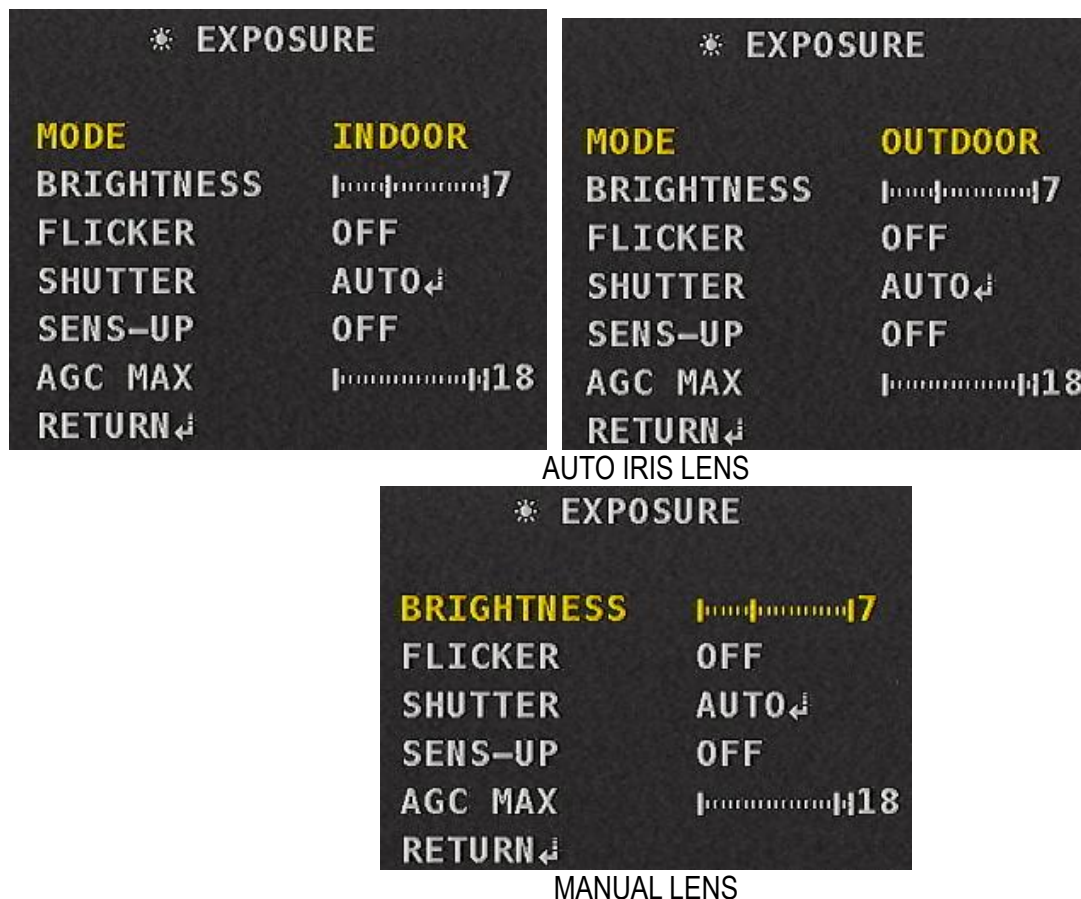 ☀ EXPOSURE
MODE INDOOR
BRIGHTNESS 7
FLICKER OFF
SHUTTER AUTO↲
SENS-UP OFF
AGC MAX 18
RETURN↲
☀ EXPOSURE
MODE OUTDOOR
BRIGHTNESS 7
FLICKER OFF
SHUTTER AUTO↲
SENS-UP OFF
AGC MAX 18
RETURN↲
AUTO IRIS LENS
☀ EXPOSURE
BRIGHTNESS 7
FLICKER OFF
SHUTTER AUTO↲
SENS-UP OFF
AGC MAX 18
RETURN↲
MANUAL LENS